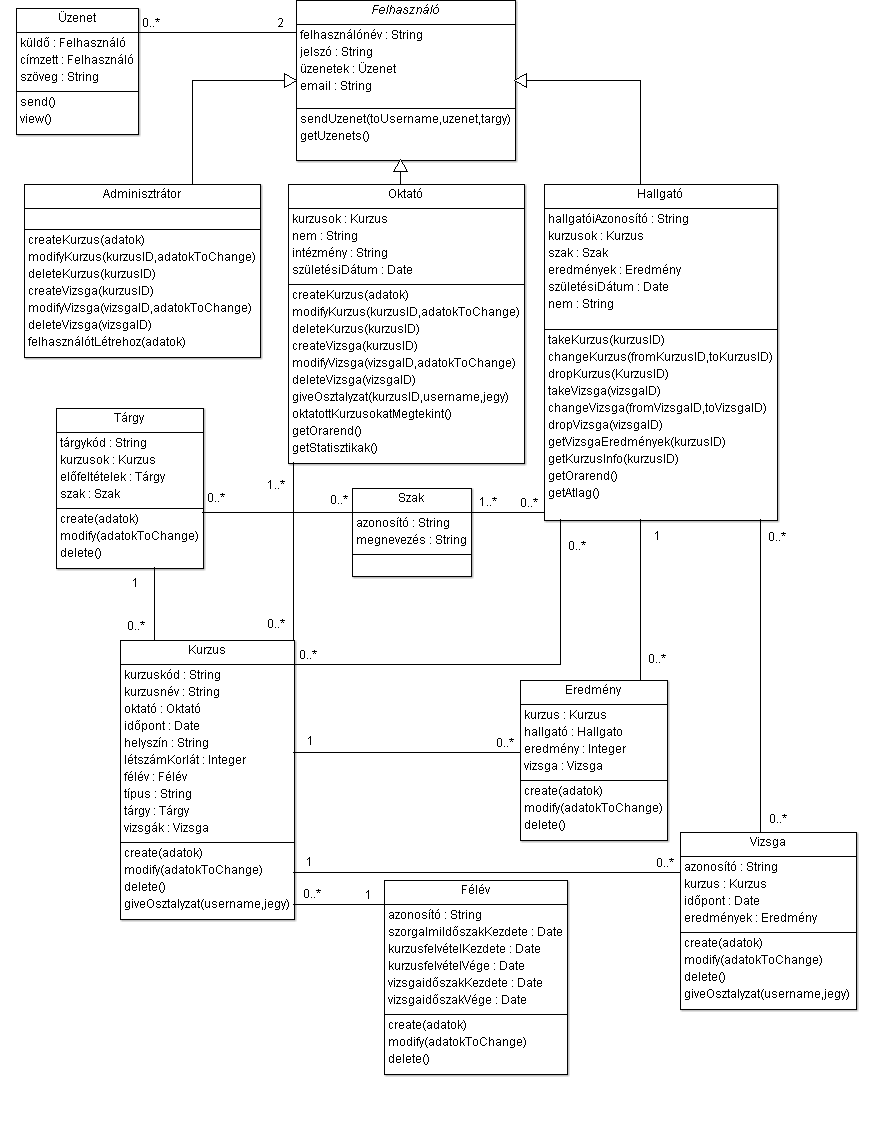 Üzenet
küldő : Felhasználó
címzett : Felhasználó
szöveg : String
send()
view()
0..*
2
Felhasználó
felhasználónév : String
jelszó : String
üzenetek : Üzenet
email : String
sendUzenet(toUsername,uzenet,targy)
getUzenets()
Adminisztrátor
createKurzus(adatok)
modifyKurzus(kurzusID,adatokToChange)
deleteKurzus(kurzusID)
createVizsga(kurzusID)
modifyVizsga(vizsgaID,adatokToChange)
deleteVizsga(vizsgaID)
felhasználótLétrehoz(adatok)
Oktató
kurzusok : Kurzus
nem : String
intézmény : String
születésiDátum : Date
createKurzus(adatok)
modifyKurzus(kurzusID,adatokToChange)
deleteKurzus(kurzusID)
createVizsga(kurzusID)
modifyVizsga(vizsgaID,adatokToChange)
deleteVizsga(vizsgaID)
giveOsztalyzat(kurzusID,username,jegy)
oktatottKurzusokatMegtekint()
getOrarend()
getStatisztikak()
Hallgató
hallgatóiAzonosító : String
kurzusok : Kurzus
szak : Szak
eredmények : Eredmény
születésiDátum : Date
nem : String
takeKurzus(kurzusID)
changeKurzus(fromKurzusID,toKurzusID)
dropKurzus(KurzusID)
takeVizsga(vizsgaID)
changeVizsga(fromVizsgaID,toVizsgaID)
dropVizsga(vizsgaID)
getVizsgaEredmények(kurzusID)
getKurzusInfo(kurzusID)
getOrarend()
getAtlag()
Tárgy
tárgykód : String
kurzusok : Kurzus
előfeltételek : Tárgy
szak : Szak
create(adatok)
modify(adatokToChange)
delete()
1..*
0..*
0..*
Szak
azonosító : String
megnevezés : String
1..*
0..*
0..*
1
0..*
1
0..*
0..*
Kurzus
kurzuskód : String
kurzusnév : String
oktató : Oktató
időpont : Date
helyszín : String
létszámKorlát : Integer
félév : Félév
típus : String
tárgy : Tárgy
vizsgák : Vizsga
create(adatok)
modify(adatokToChange)
delete()
giveOsztalyzat(username,jegy)
0..*
0..*
Eredmény
kurzus : Kurzus
hallgató : Hallgato
eredmény : Integer
vizsga : Vizsga
create(adatok)
modify(adatokToChange)
delete()
1
0..*
0..*
1
0..*
Vizsga
azonosító : String
kurzus : Kurzus
időpont : Date
eredmények : Eredmény
create(adatok)
modify(adatokToChange)
delete()
giveOsztalyzat(username,jegy)
0..*
1
Félév
azonosító : String
szorgalmiIdőszakKezdete : Date
kurzusfelvételKezdete : Date
kurzusfelvételVége : Date
vizsgaidőszakKezdete : Date
vizsgaidőszakVége : Date
create(adatok)
modify(adatokToChange)
delete()